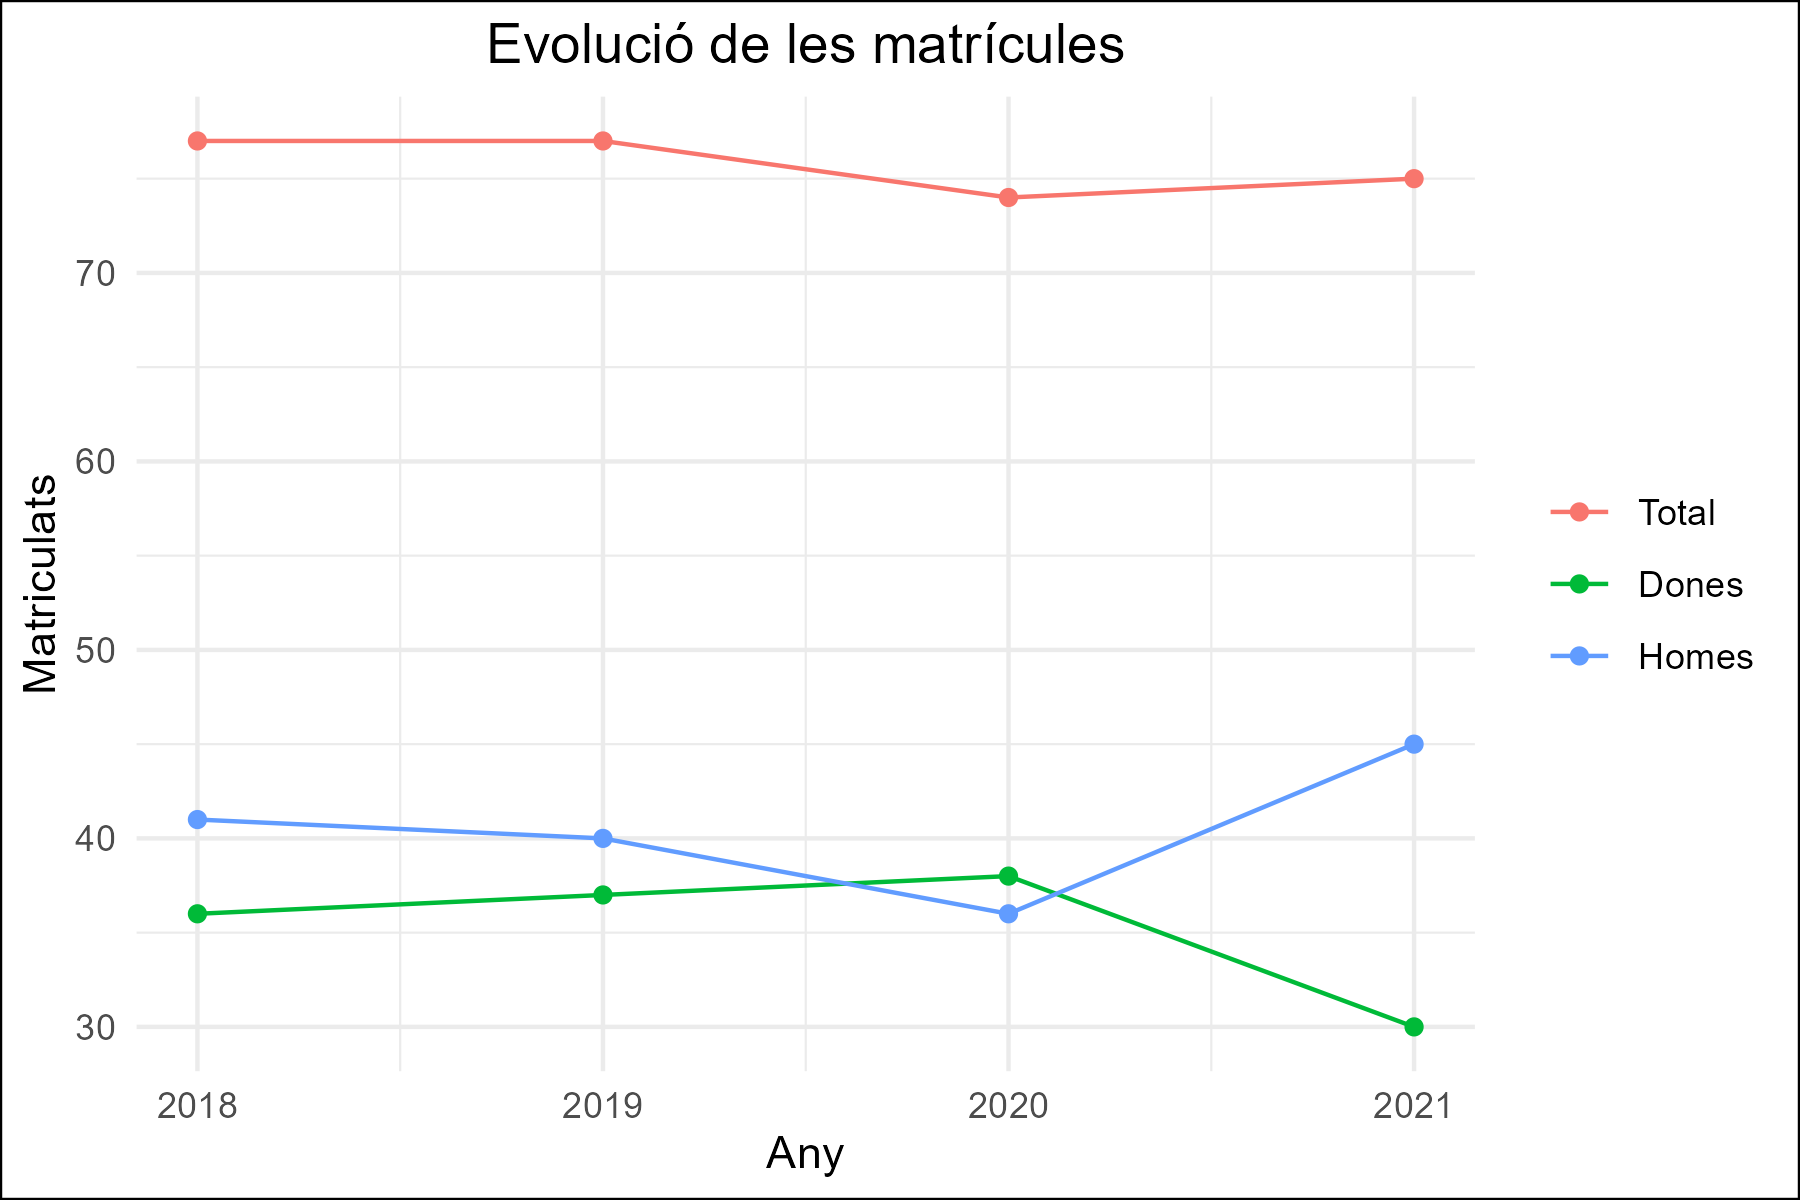 Evolució de les matrícules
Matriculats
70
60
50
40
30
2018 2019 2020 2021
Any
Total
Dones
Homes